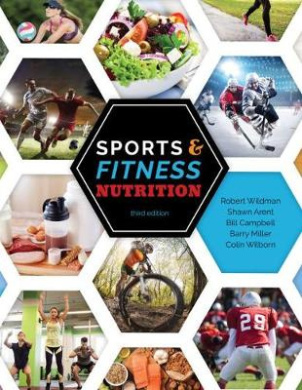 SPORTS &
FITNESS
NUTRITION
third edition
Robert Wildman
Shawn Arent
Bill Campbell
Barry Miller
Colin Wilborn
29